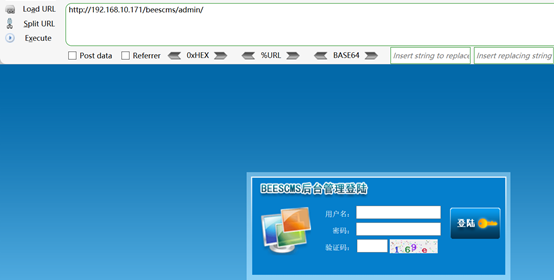 Load URL
http://192.168.10.171/beescms/admin/
Split URL
Execute
Post data Referrer 0xHEX %URL BASE64 Insert string to replace Insert replacing string
BEESCMS后台管理登陆
用户名：
密码：
登陆
验证码： 1 6 9 e